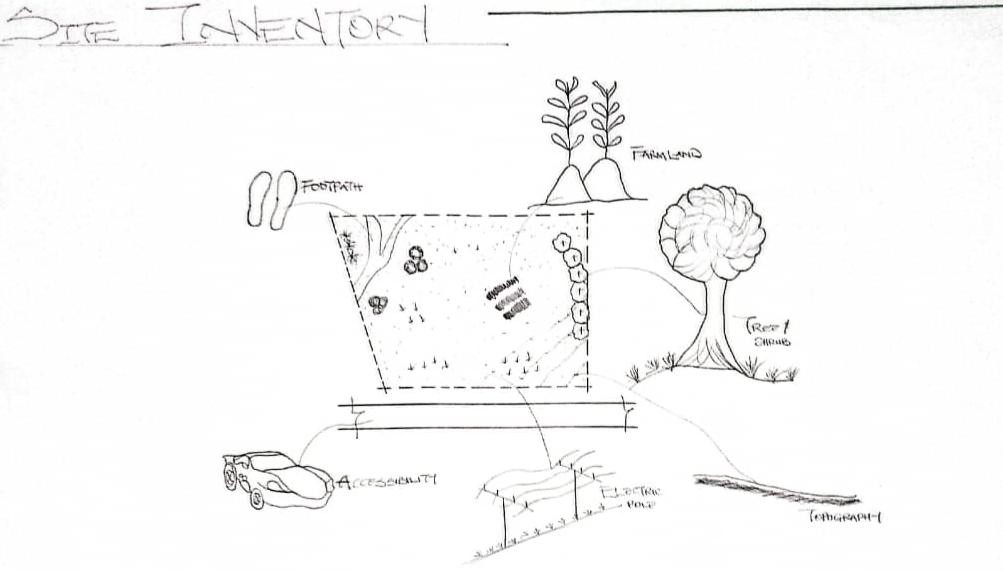 SITE INVENTORY
FARMLAND
FOOTPATH
TREE/
SHRUB
ACCESSIBILITY
ELECTRIC
POLE
TOPOGRAPHY